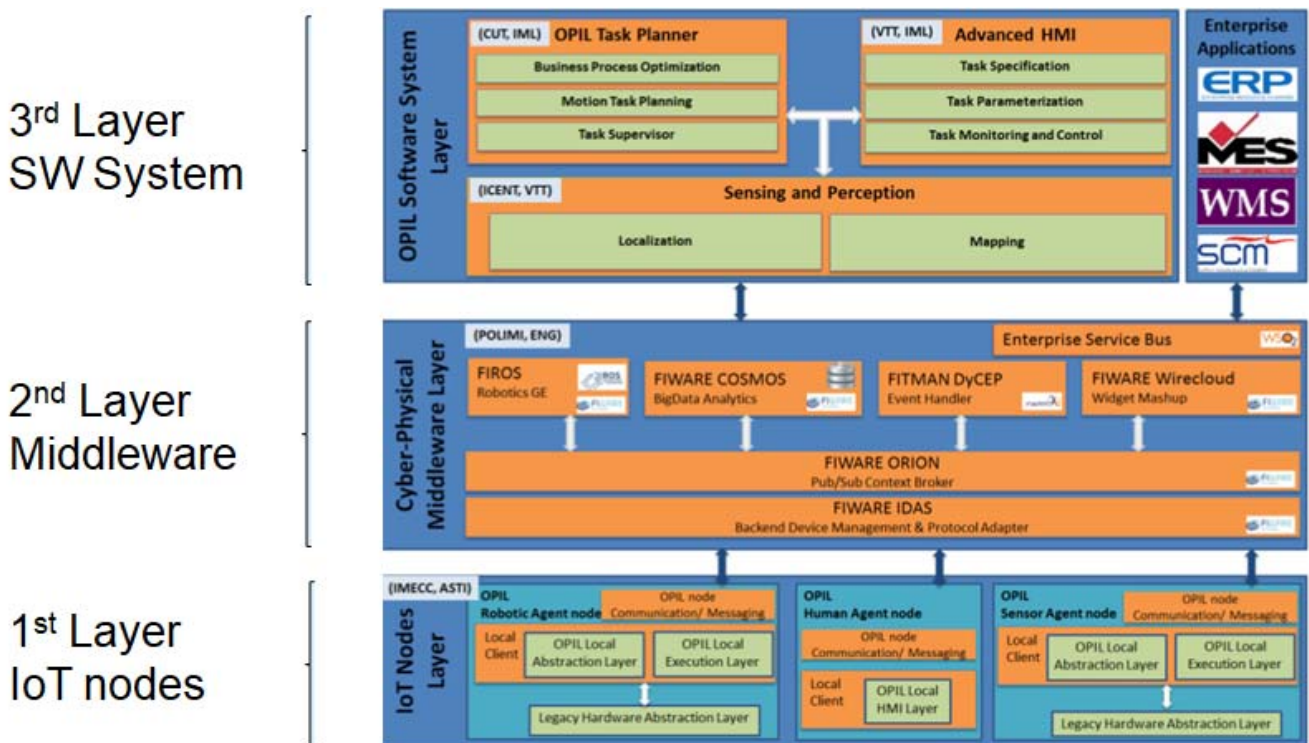 3rd Layer
SW System
OPIL Software System
Layer
(CUT, IML)
OPIL Task Planner
Business Process Optimization
Motion Task Planning
Task Supervisor
(VTT, IML)
Advanced HMI
Task Specification
Task Parameterization
Task Monitoring and Control
(ICENT, VTT)
Sensing and Perception
Localization
Mapping
Enterprise
Applications
ERP
MES
WMS
SCM
2nd Layer
Middleware
Cyber-Physical
Middleware Layer
(POLIMI, ENG)
Enterprise Service Bus
WSO2
FIROS
Robotics GE
FIWARE COSMOS
BigData Analytics
FITMAN DyCEP
Event Handler
FIWARE Wirecloud
Widget Mashup
FIWARE ORION
Pub/Sub Context Broker
FIWARE IDAS
Backend Device Management & Protocol Adapter
1st Layer
IoT nodes
IoT Nodes
Layer
(IMECC, ASTI)
OPIL
Robotic Agent node
OPIL node
Communication/ Messaging
Local
Client
OPIL Local
Abstraction Layer
OPIL Local
Execution Layer
Legacy Hardware Abstraction Layer
OPIL
Human Agent node
OPIL node
Communication/ Messaging
Local
Client
OPIL Local
HMI Layer
OPIL
Sensor Agent node
OPIL node
Communication/ Messaging
Local
Client
OPIL Local
Abstraction Layer
OPIL Local
Execution Layer
Legacy Hardware Abstraction Layer